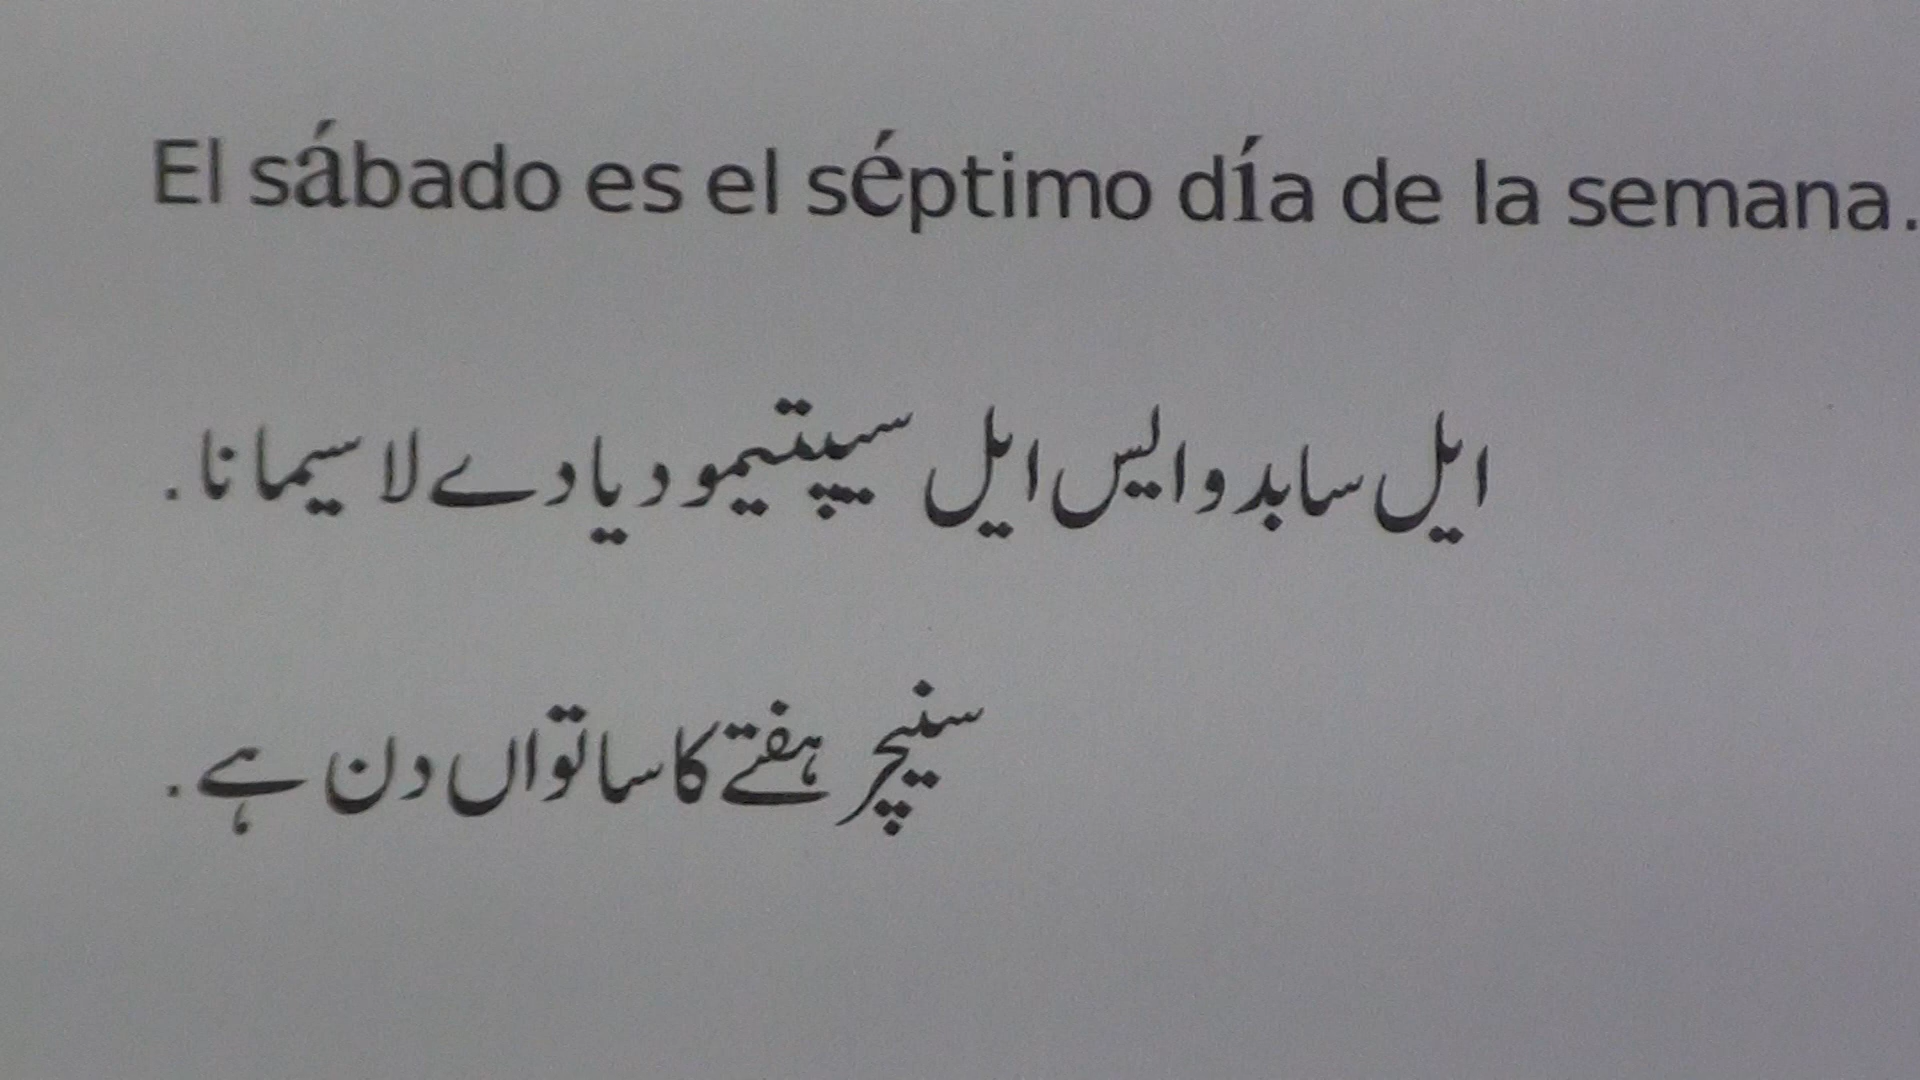 El sábado es el séptimo día de la semana.
ایل سابدو ایس ایل سیپتیمو دیا دے لا سیمانا.
سنیچر ہفتے کا ساتواں دن ہے.